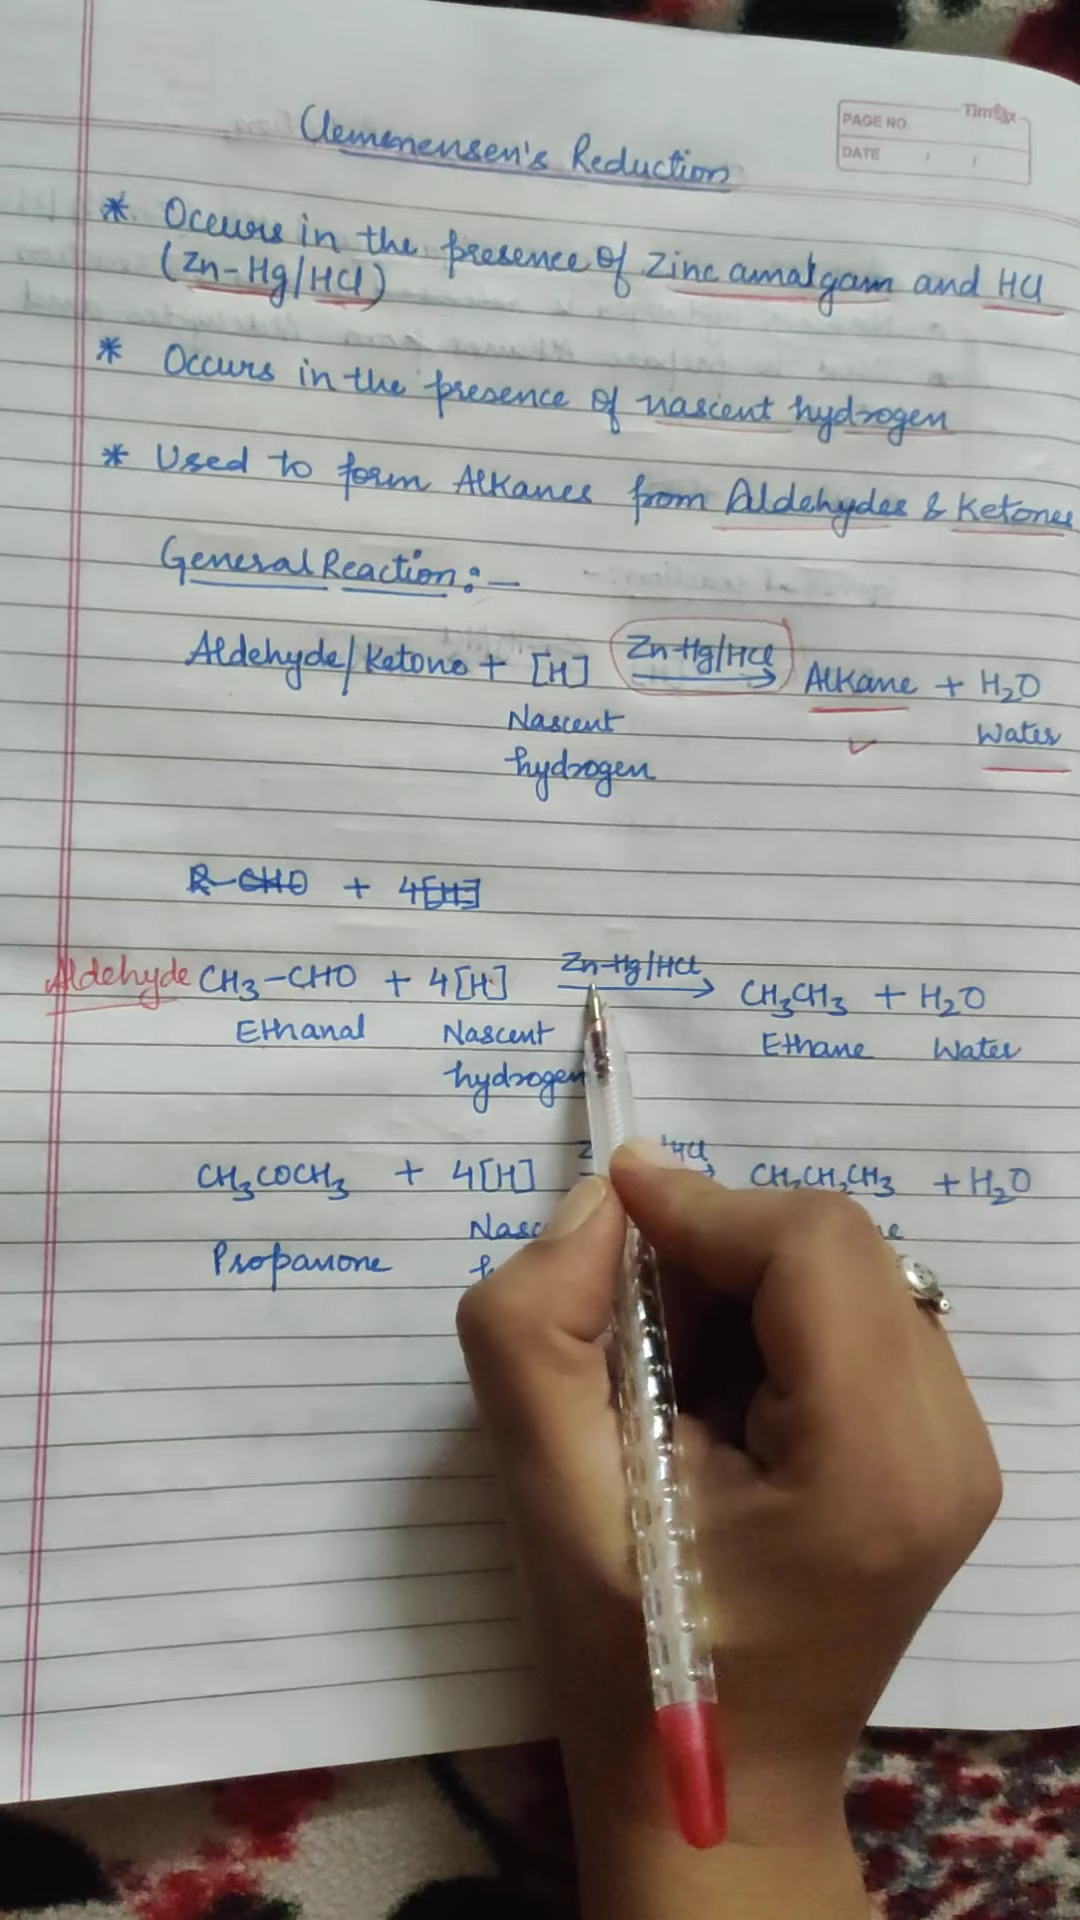 Timex
PAGE NO.
DATE / /
Clemenensen's Reduction
* Occurs in the presence of Zinc amalgam and HCl
(Zn-Hg/HCl)
* Occurs in the presence of nascent hydrogen
* Used to form Alkanes from Aldehydes & Ketones
General Reaction:-
Aldehyde/Ketone + [H] Zn-Hg/HCl → Alkane + H₂O
Nascent Water
hydrogen
R-CHO + 4[H]
Aldehyde CH₃-CHO + 4[H] Zn-Hg/HCl → CH₃CH₃ + H₂O
Ethanal Nascent Ethane Water
hydrogen
CH₃COCH₃ + 4[H] HCl → CH₃CH₂CH₃ + H₂O
Propanone